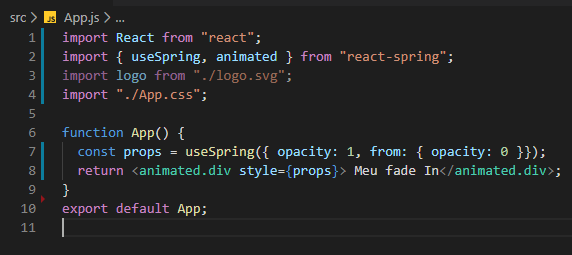 src > JS App.js > ...
1 import React from "react";
2 import { useSpring, animated } from "react-spring";
3 import logo from "./logo.svg";
4 import "./App.css";
5
6 function App() {
7 const props = useSpring({ opacity: 1, from: { opacity: 0 }});
8 return <animated.div style={props}> Meu fade In</animated.div>;
9 }
10 export default App;
11